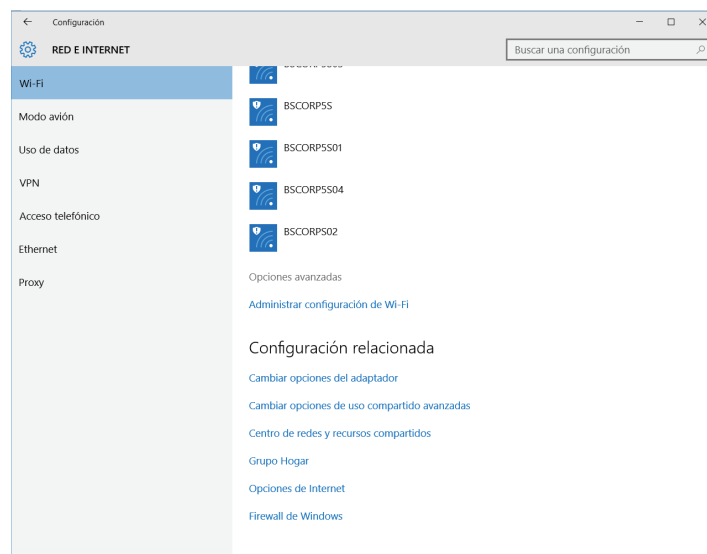 Configuración
RED E INTERNET
Buscar una configuración
Wi-Fi
Modo avión
Uso de datos
VPN
Acceso telefónico
Ethernet
Proxy
BSCORP5S
BSCORP5S01
BSCORP5S04
BSCORPS02
Opciones avanzadas
Administrar configuración de Wi-Fi
Configuración relacionada
Cambiar opciones del adaptador
Cambiar opciones de uso compartido avanzadas
Centro de redes y recursos compartidos
Grupo Hogar
Opciones de Internet
Firewall de Windows